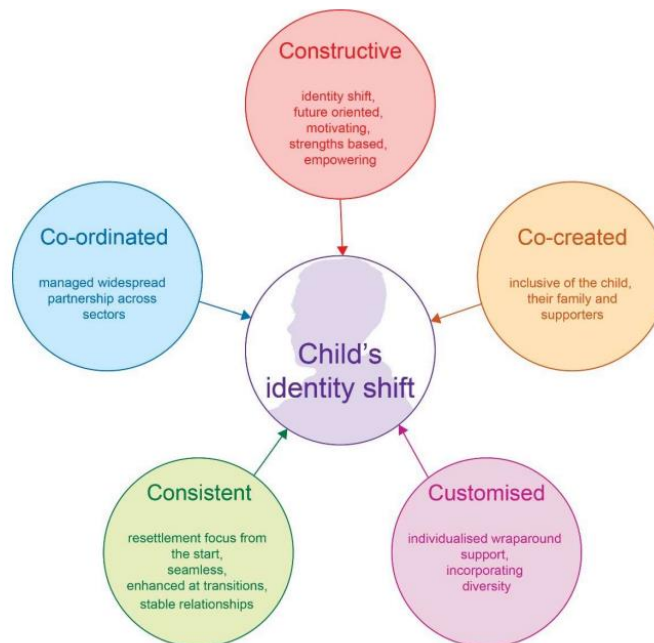 Constructive
identity shift,
future oriented,
motivating,
strengths based,
empowering
Co-ordinated
managed widespread
partnership across
sectors
Co-created
inclusive of the child,
their family and
supporters
Child's
identity shift
Consistent
resettlement focus from
the start,
seamless,
enhanced at transitions,
stable relationships
Customised
individualised wraparound
support,
incorporating
diversity